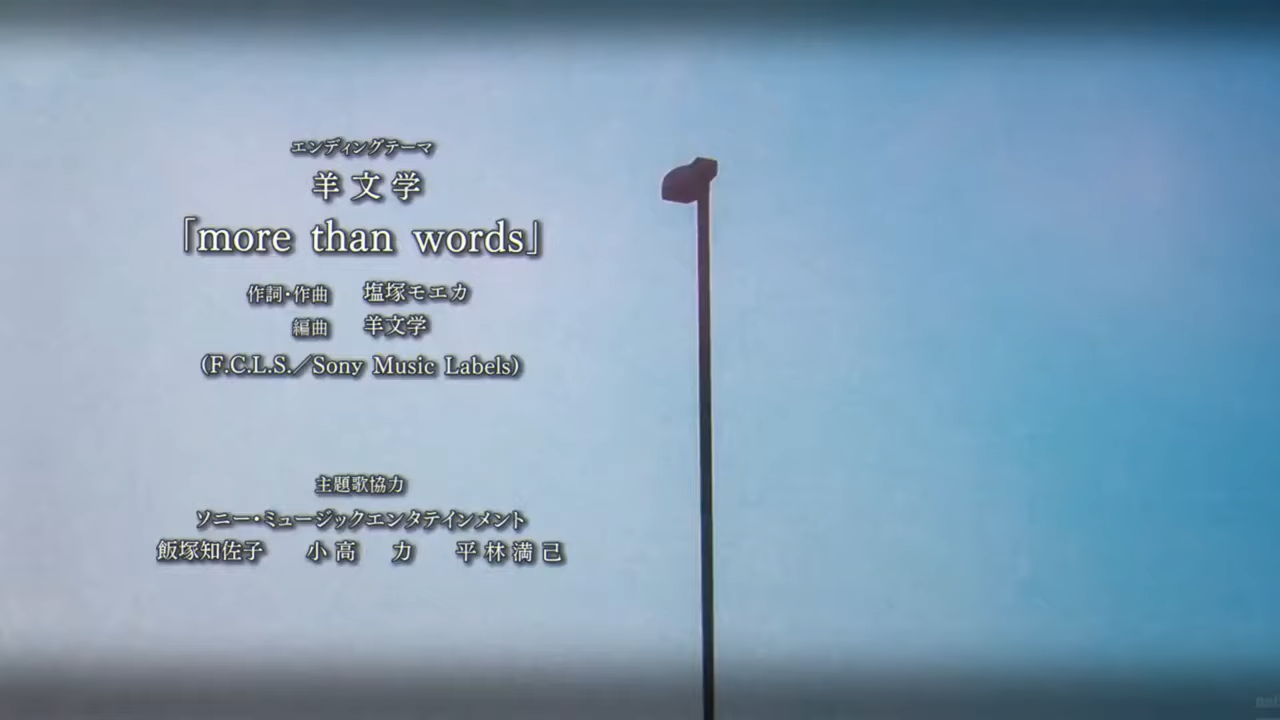 エンディングテーマ
羊文学
「more than words」
作詞・作曲　塩塚モエカ
編曲　羊文学
(F.C.L.S./Sony Music Labels)
主題歌協力
ソニー・ミュージックエンタテインメント
飯塚知佐子　小高　力　平林満己